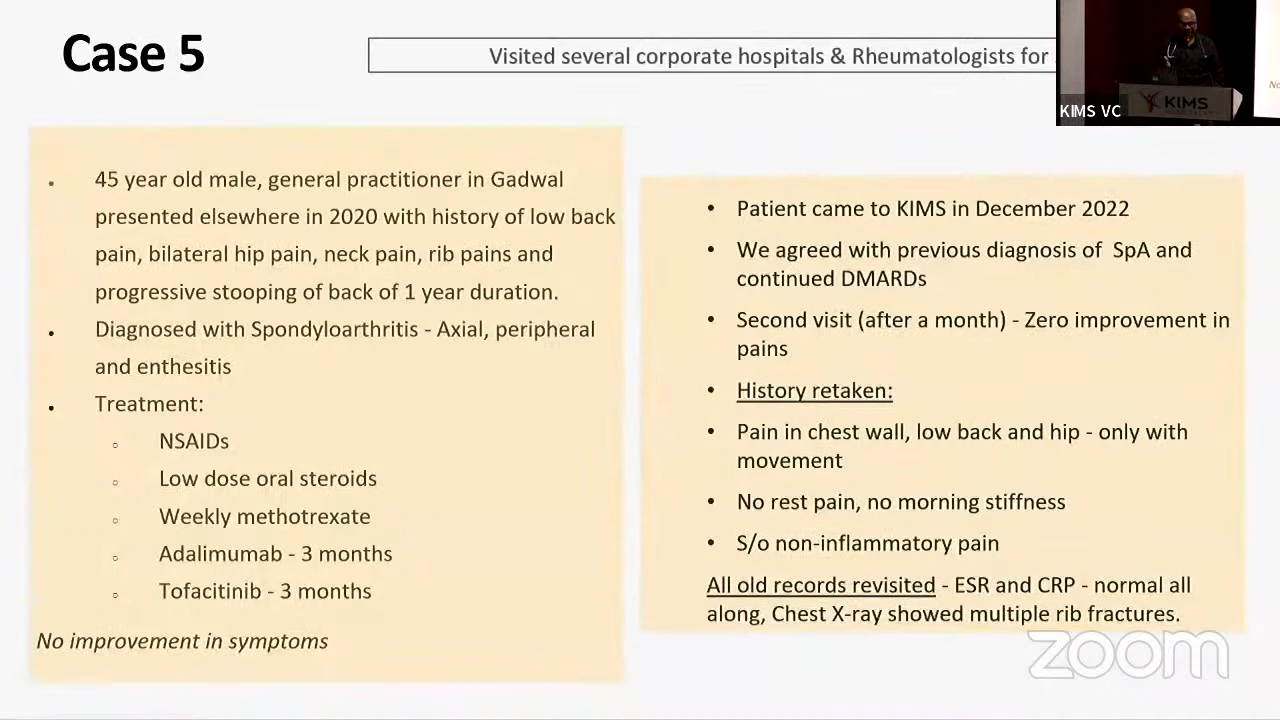 Case 5
Visited several corporate hospitals & Rheumatologists for
KIMS
KIMS VC
No
• 45 year old male, general practitioner in Gadwal
presented elsewhere in 2020 with history of low back
pain, bilateral hip pain, neck pain, rib pains and
progressive stooping of back of 1 year duration.
• Diagnosed with Spondyloarthritis - Axial, peripheral
and enthesitis
• Treatment:
○ NSAIDs
○ Low dose oral steroids
○ Weekly methotrexate
○ Adalimumab - 3 months
○ Tofacitinib - 3 months
No improvement in symptoms
• Patient came to KIMS in December 2022
• We agreed with previous diagnosis of SpA and
continued DMARDs
• Second visit (after a month) - Zero improvement in
pains
• History retaken:
• Pain in chest wall, low back and hip - only with
movement
• No rest pain, no morning stiffness
• S/o non-inflammatory pain
All old records revisited - ESR and CRP - normal all
along, Chest X-ray showed multiple rib fractures.
zoom